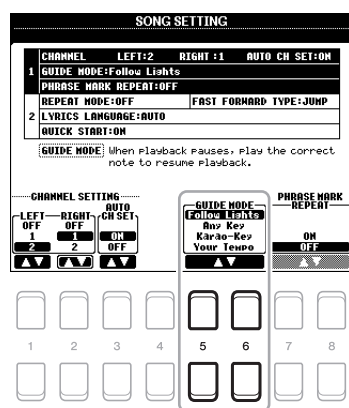 SONG SETTING
CHANNEL LEFT:2 RIGHT :1 AUTO CH SET:ON
1 GUIDE MODE:Follow Lights
PHRASE MARK REPEAT:OFF
REPEAT MODE:OFF FAST FORWARD TYPE:JUMP
2 LYRICS LANGUAGE:AUTO
QUICK START:ON
GUIDE MODE When playback pauses, play the correct
note to resume playback.
CHANNEL SETTING
LEFT RIGHT AUTO CH SET
OFF OFF
1 1 ON
2 2 OFF
GUIDE MODE
Follow Lights
Any Key
Karao-Key
Your Tempo
PHRASE MARK
REPEAT
ON
OFF
1 2 3 4 5 6 7 8